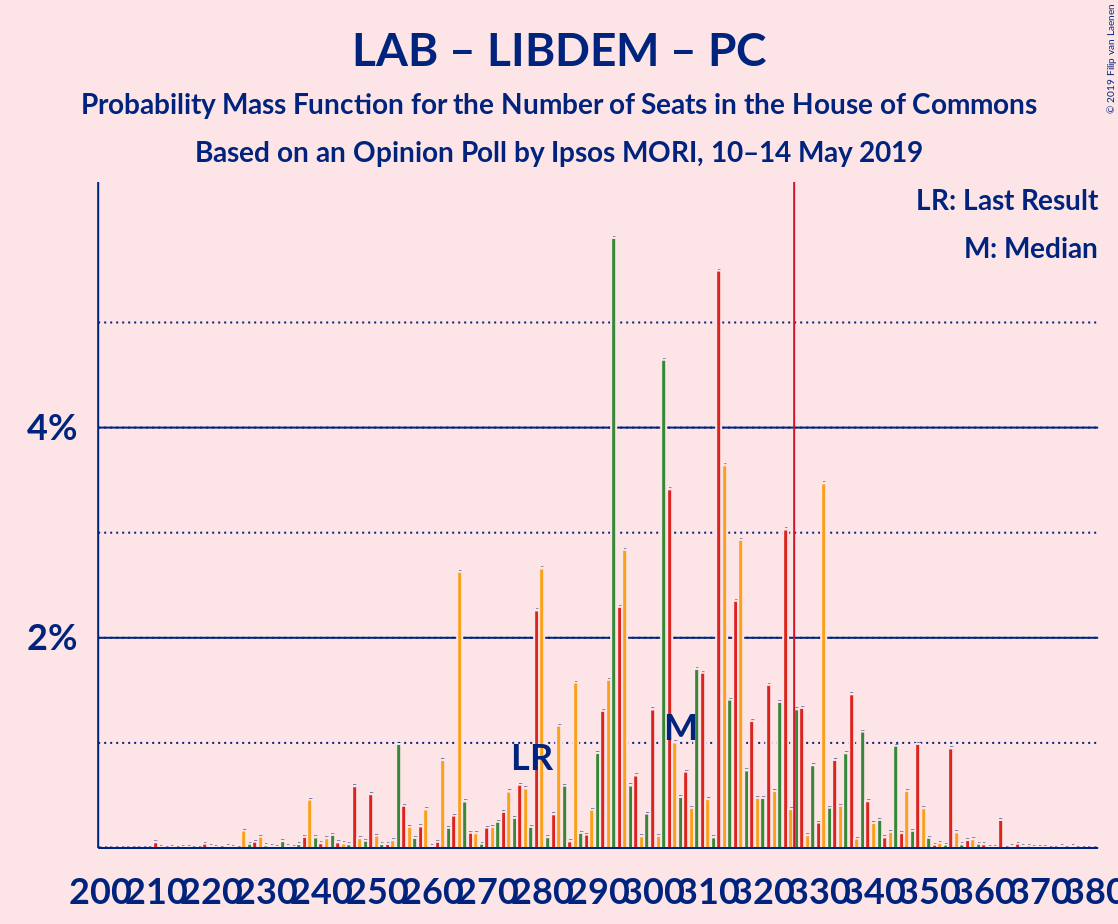 LAB – LIBDEM – PC
Probability Mass Function for the Number of Seats in the House of Commons
Based on an Opinion Poll by Ipsos MORI, 10–14 May 2019
© 2019 Filip van Laenen
LR: Last Result
M: Median
4%
2%
M
LR
200 210 220 230 240 250 260 270 280 290 300 310 320 330 340 350 360 370 380